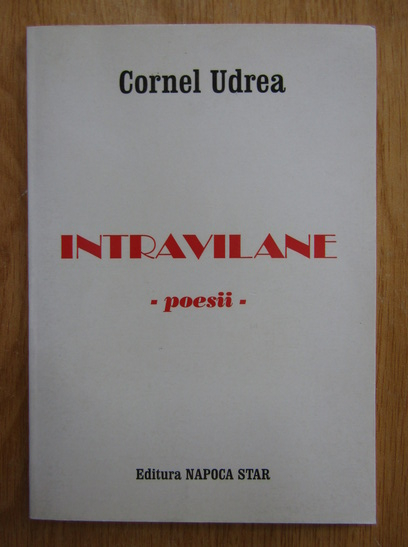 Cornel Udrea
INTRAVILANE
- poesii -
Editura NAPOCA STAR